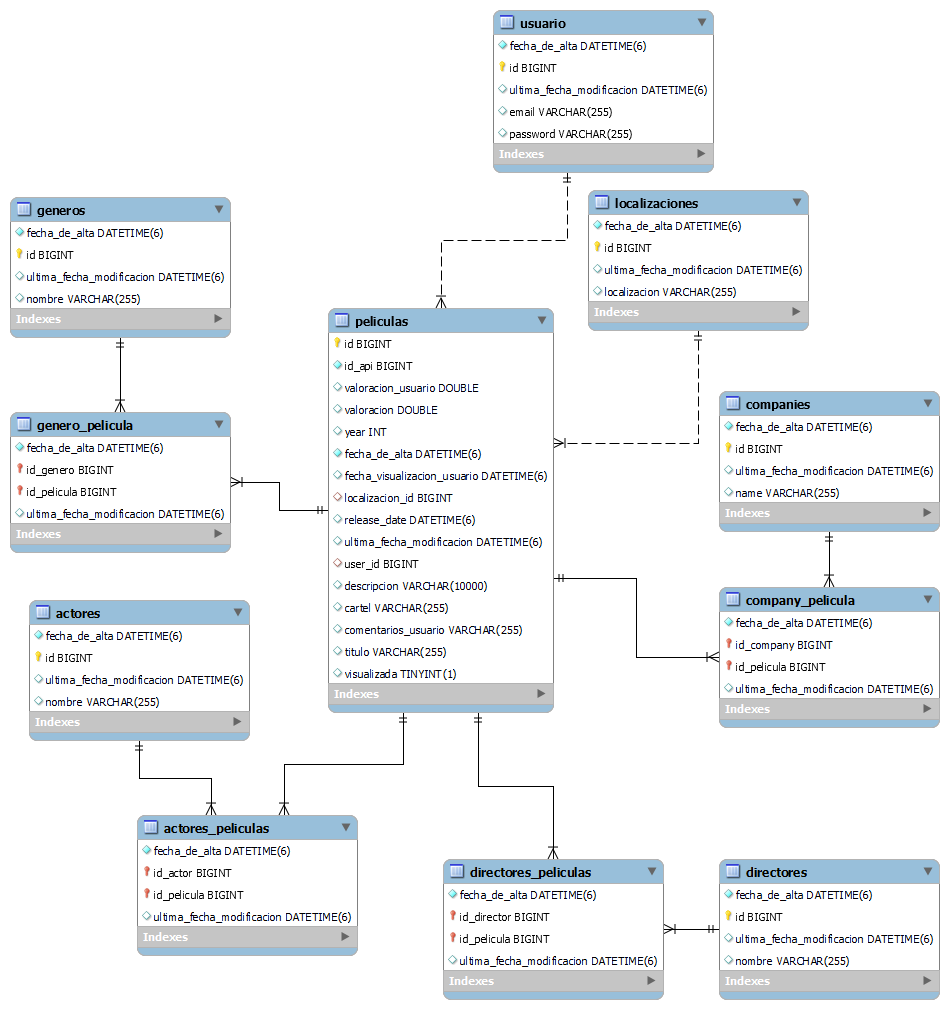 usuario
fecha_de_alta DATETIME(6)
id BIGINT
ultima_fecha_modificacion DATETIME(6)
email VARCHAR(255)
password VARCHAR(255)
Indexes
localizaciones
fecha_de_alta DATETIME(6)
id BIGINT
ultima_fecha_modificacion DATETIME(6)
localizacion VARCHAR(255)
Indexes
generos
fecha_de_alta DATETIME(6)
id BIGINT
ultima_fecha_modificacion DATETIME(6)
nombre VARCHAR(255)
Indexes
peliculas
id BIGINT
id_api BIGINT
valoracion_usuario DOUBLE
valoracion DOUBLE
year INT
fecha_de_alta DATETIME(6)
fecha_visualizacion_usuario DATETIME(6)
localizacion_id BIGINT
release_date DATETIME(6)
ultima_fecha_modificacion DATETIME(6)
user_id BIGINT
descripcion VARCHAR(10000)
cartel VARCHAR(255)
comentarios_usuario VARCHAR(255)
titulo VARCHAR(255)
visualizada TINYINT(1)
Indexes
companies
fecha_de_alta DATETIME(6)
id BIGINT
ultima_fecha_modificacion DATETIME(6)
name VARCHAR(255)
Indexes
genero_pelicula
fecha_de_alta DATETIME(6)
id_genero BIGINT
id_pelicula BIGINT
ultima_fecha_modificacion DATETIME(6)
Indexes
company_pelicula
fecha_de_alta DATETIME(6)
id_company BIGINT
id_pelicula BIGINT
ultima_fecha_modificacion DATETIME(6)
Indexes
actores
fecha_de_alta DATETIME(6)
id BIGINT
ultima_fecha_modificacion DATETIME(6)
nombre VARCHAR(255)
Indexes
actores_peliculas
fecha_de_alta DATETIME(6)
id_actor BIGINT
id_pelicula BIGINT
ultima_fecha_modificacion DATETIME(6)
Indexes
directores_peliculas
fecha_de_alta DATETIME(6)
id_director BIGINT
id_pelicula BIGINT
ultima_fecha_modificacion DATETIME(6)
Indexes
directores
fecha_de_alta DATETIME(6)
id BIGINT
ultima_fecha_modificacion DATETIME(6)
nombre VARCHAR(255)
Indexes